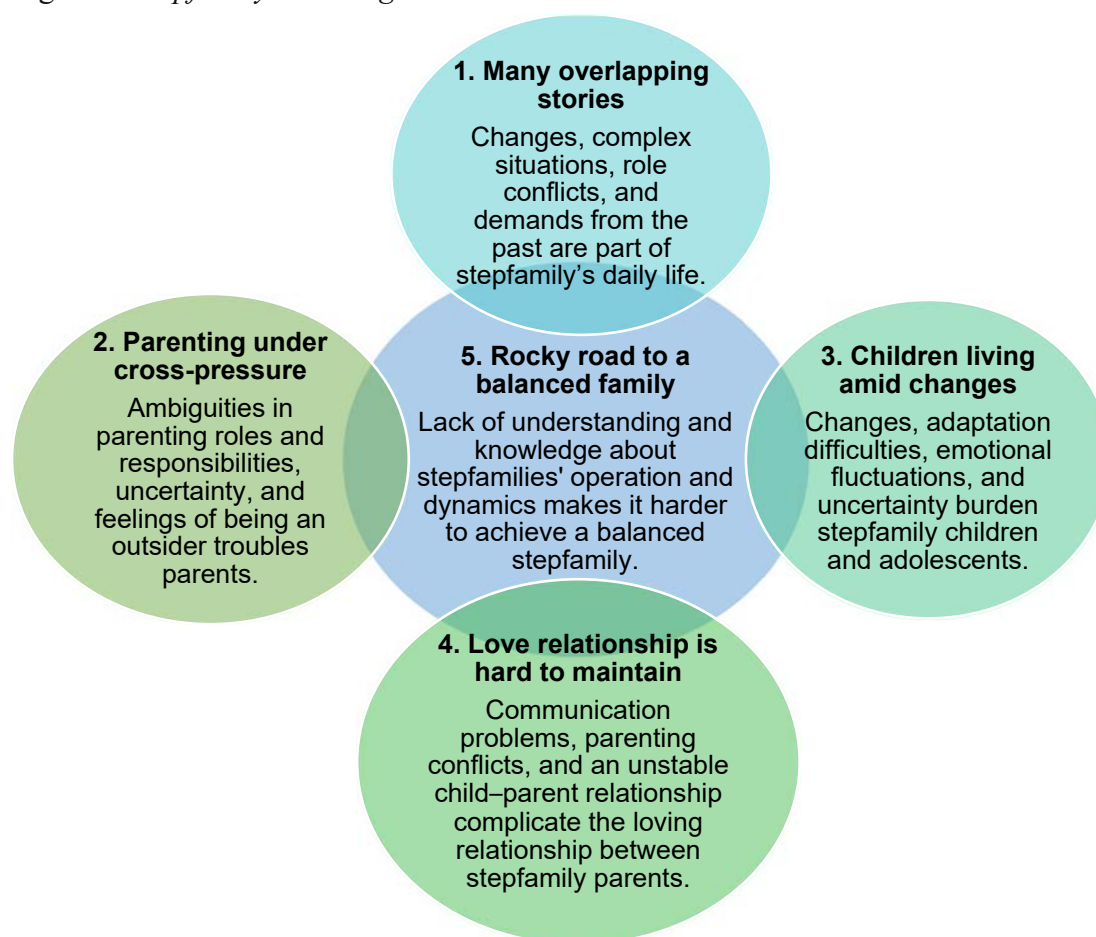 1. Many overlapping
stories
Changes, complex
situations, role
conflicts, and
demands from the
past are part of
stepfamily’s daily life.
2. Parenting under
cross-pressure
Ambiguities in
parenting roles and
responsibilities,
uncertainty, and
feelings of being an
outsider troubles
parents.
5. Rocky road to a
balanced family
Lack of understanding and
knowledge about
stepfamilies' operation and
dynamics makes it harder
to achieve a balanced
stepfamily.
3. Children living
amid changes
Changes, adaptation
difficulties, emotional
fluctuations, and
uncertainty burden
stepfamily children
and adolescents.
4. Love relationship is
hard to maintain
Communication
problems, parenting
conflicts, and an unstable
child–parent relationship
complicate the loving
relationship between
stepfamily parents.